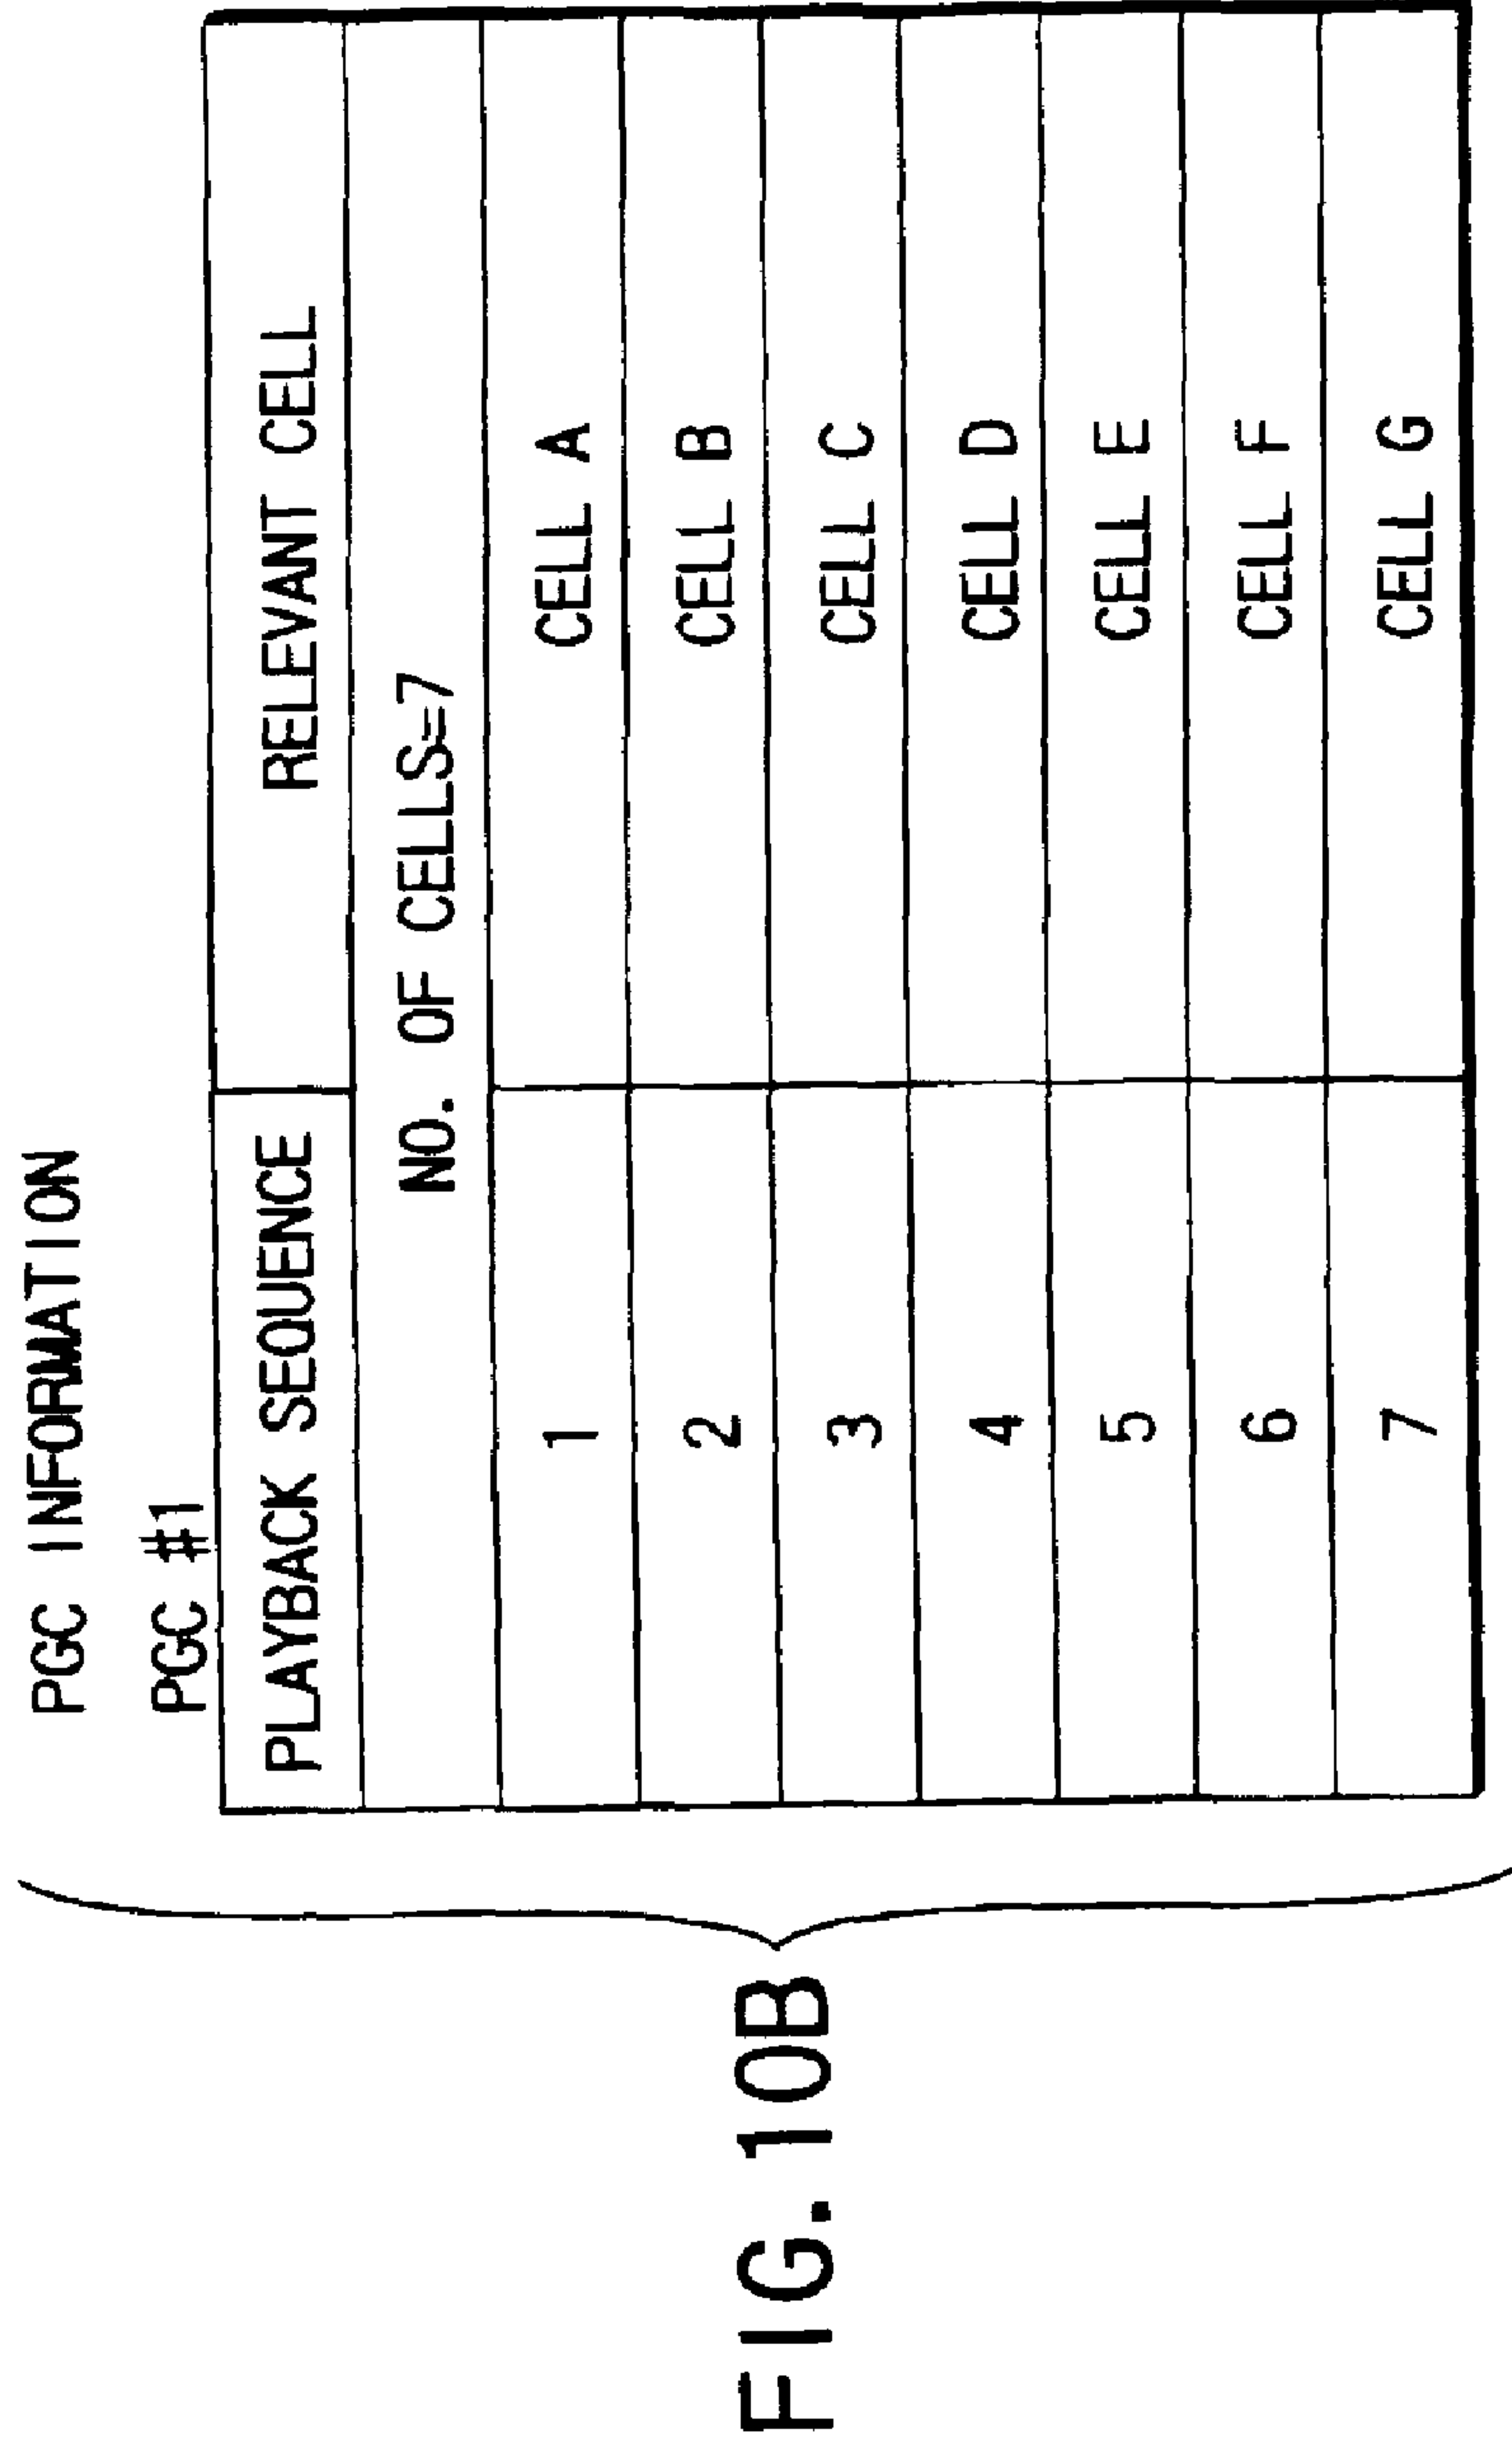 FIG. 10B
PGC INFORMATION
PGC #1
PLAYBACK SEQUENCE RELEVANT CELL
NO. OF CELLS=7
1 CELL A
2 CELL B
3 CELL C
4 CELL D
5 CELL E
6 CELL F
7 CELL G